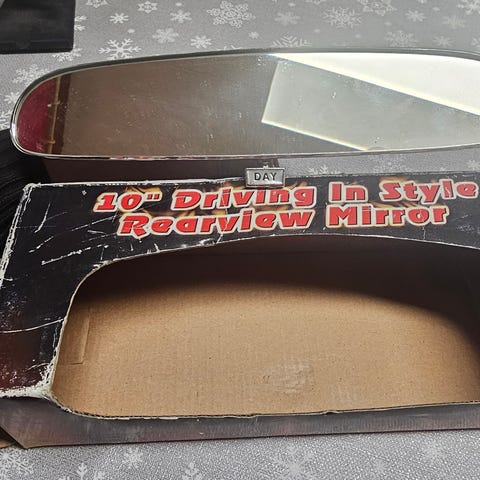 DAY
10" Driving In Style
Rearview Mirror